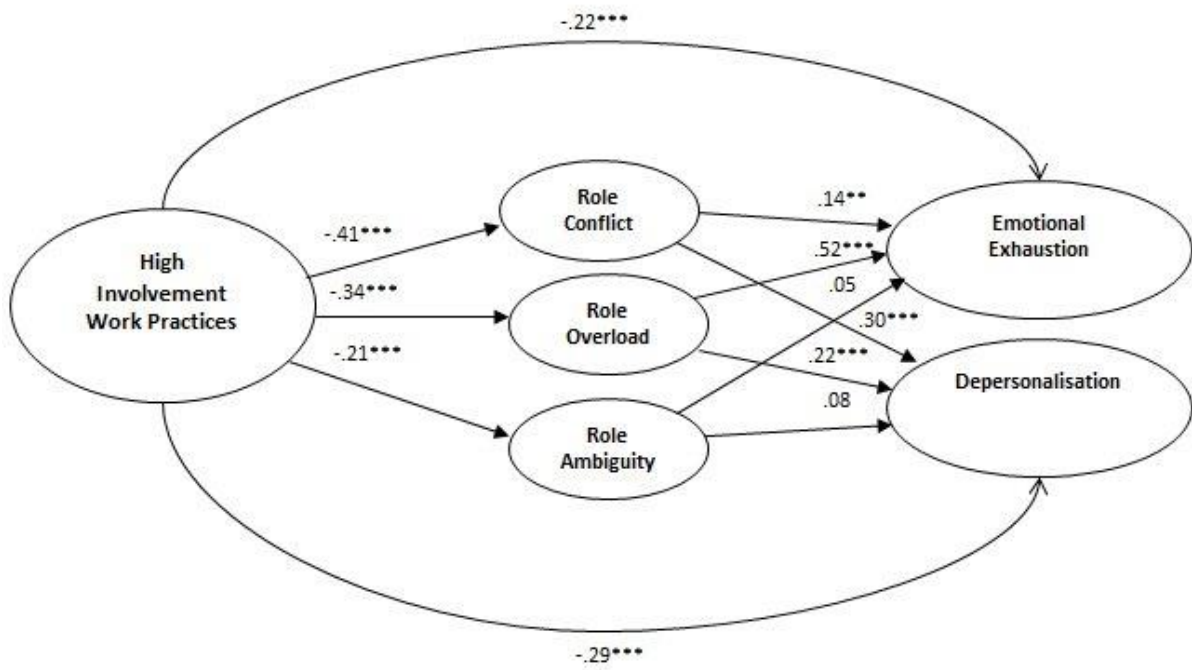 -.22***
Role
Conflict
.14**
Emotional
Exhaustion
-.41***
.52***
High
Involvement
Work Practices
-.34***
.05
Role
Overload
.30***
-.21***
.22***
Depersonalisation
.08
Role
Ambiguity
-.29***